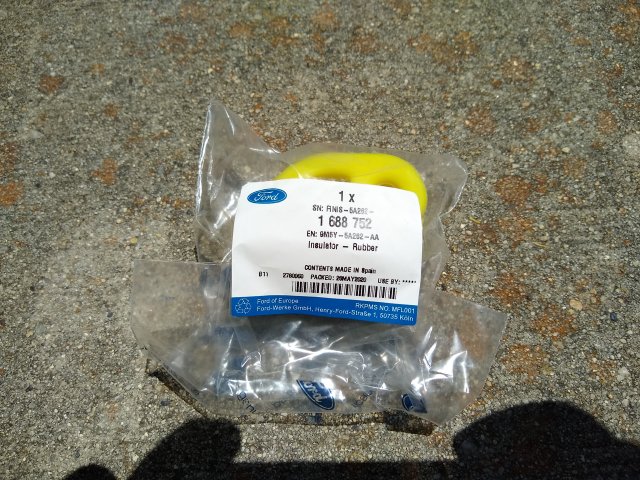 Ford
1 x
SN: FINIS-5A262-
1 688 752
EN: 9M5Y-5A262-AA
Insulator - Rubber
CONTENTS MADE IN Spain
PACKED: 29MAY2020 USE BY: *****
Ford of Europe
RKPMS NO. MFL001
Ford-Werke GmbH, Henry-Ford-Straße 1, 50735 Köln
Ford